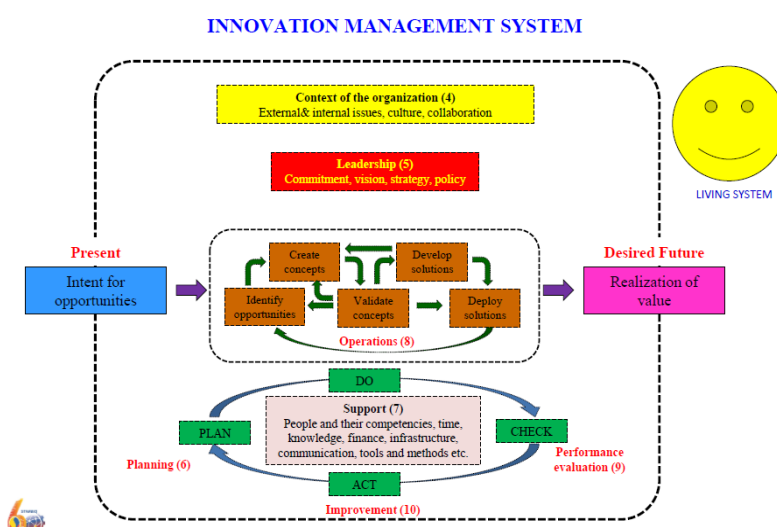 INNOVATION MANAGEMENT SYSTEM
Context of the organization (4)
External& internal issues, culture, collaboration
Leadership (5)
Commitment, vision, strategy, policy
LIVING SYSTEM
Present
Intent for
opportunities
Create
concepts
Develop
solutions
Identify
opportunities
Validate
concepts
Deploy
solutions
Operations (8)
Desired Future
Realization of
value
DO
PLAN
Support (7)
People and their competencies, time,
knowledge, finance, infrastructure,
communication, tools and methods etc.
CHECK
Planning (6)
Performance
evaluation (9)
ACT
Improvement (10)